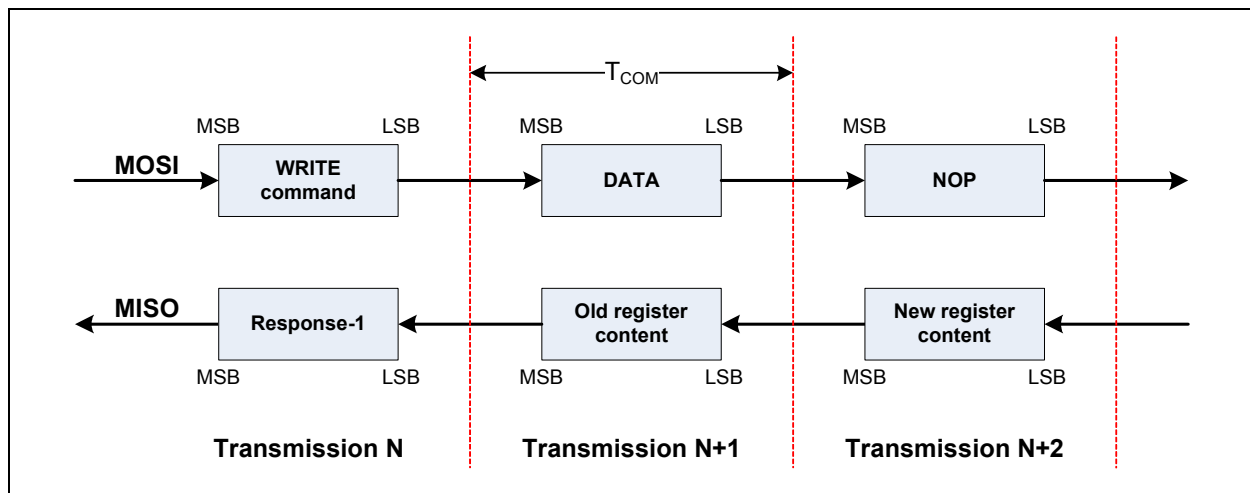 TCOM
MSB LSB MSB LSB MSB LSB
MOSI
WRITE
command
DATA
NOP
MISO
Response-1
Old register
content
New register
content
MSB LSB MSB LSB MSB LSB
Transmission N Transmission N+1 Transmission N+2